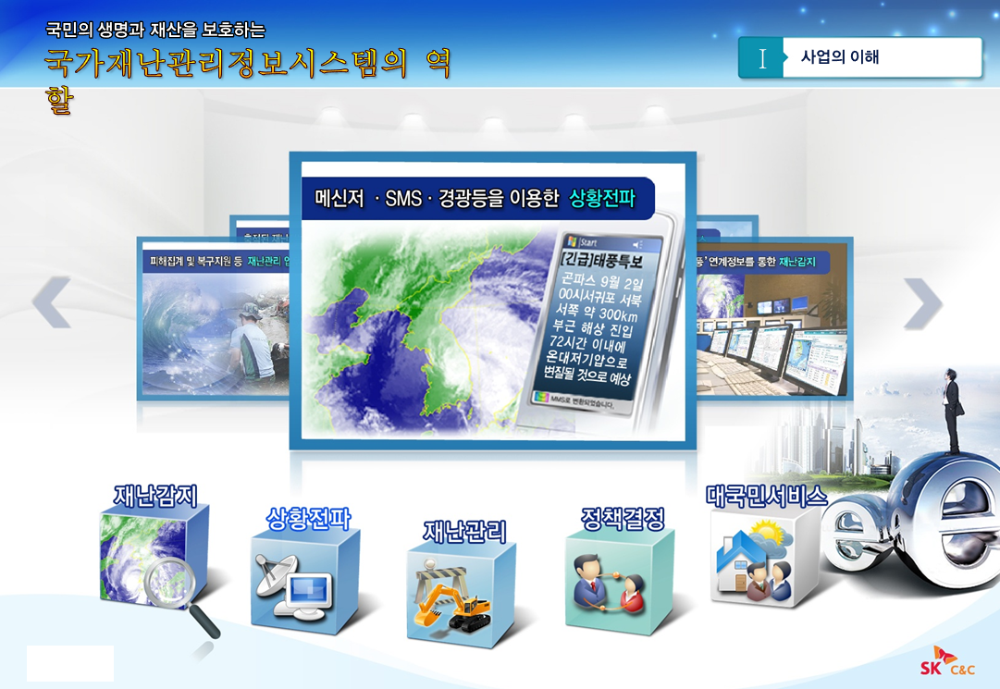 국민의 생명과 재산을 보호하는
국가재난관리정보시스템의 역
할
I 사업의 이해
메신저 · SMS · 경광등을 이용한 상황전파
Start
[긴급]태풍특보
곤파스 9월 2일
00시서귀포 서북
서쪽 약 300km
부근 해상 진입
72시간 이내에
온대저기압으로
변질될 것으로 예상
MMS로 변환되었습니다.
피해집계 및 복구지원 등 재난관리
연계정보를 통한 재난감지
재난감지
상황전파
재난관리
정책결정
대국민서비스
SK C&C